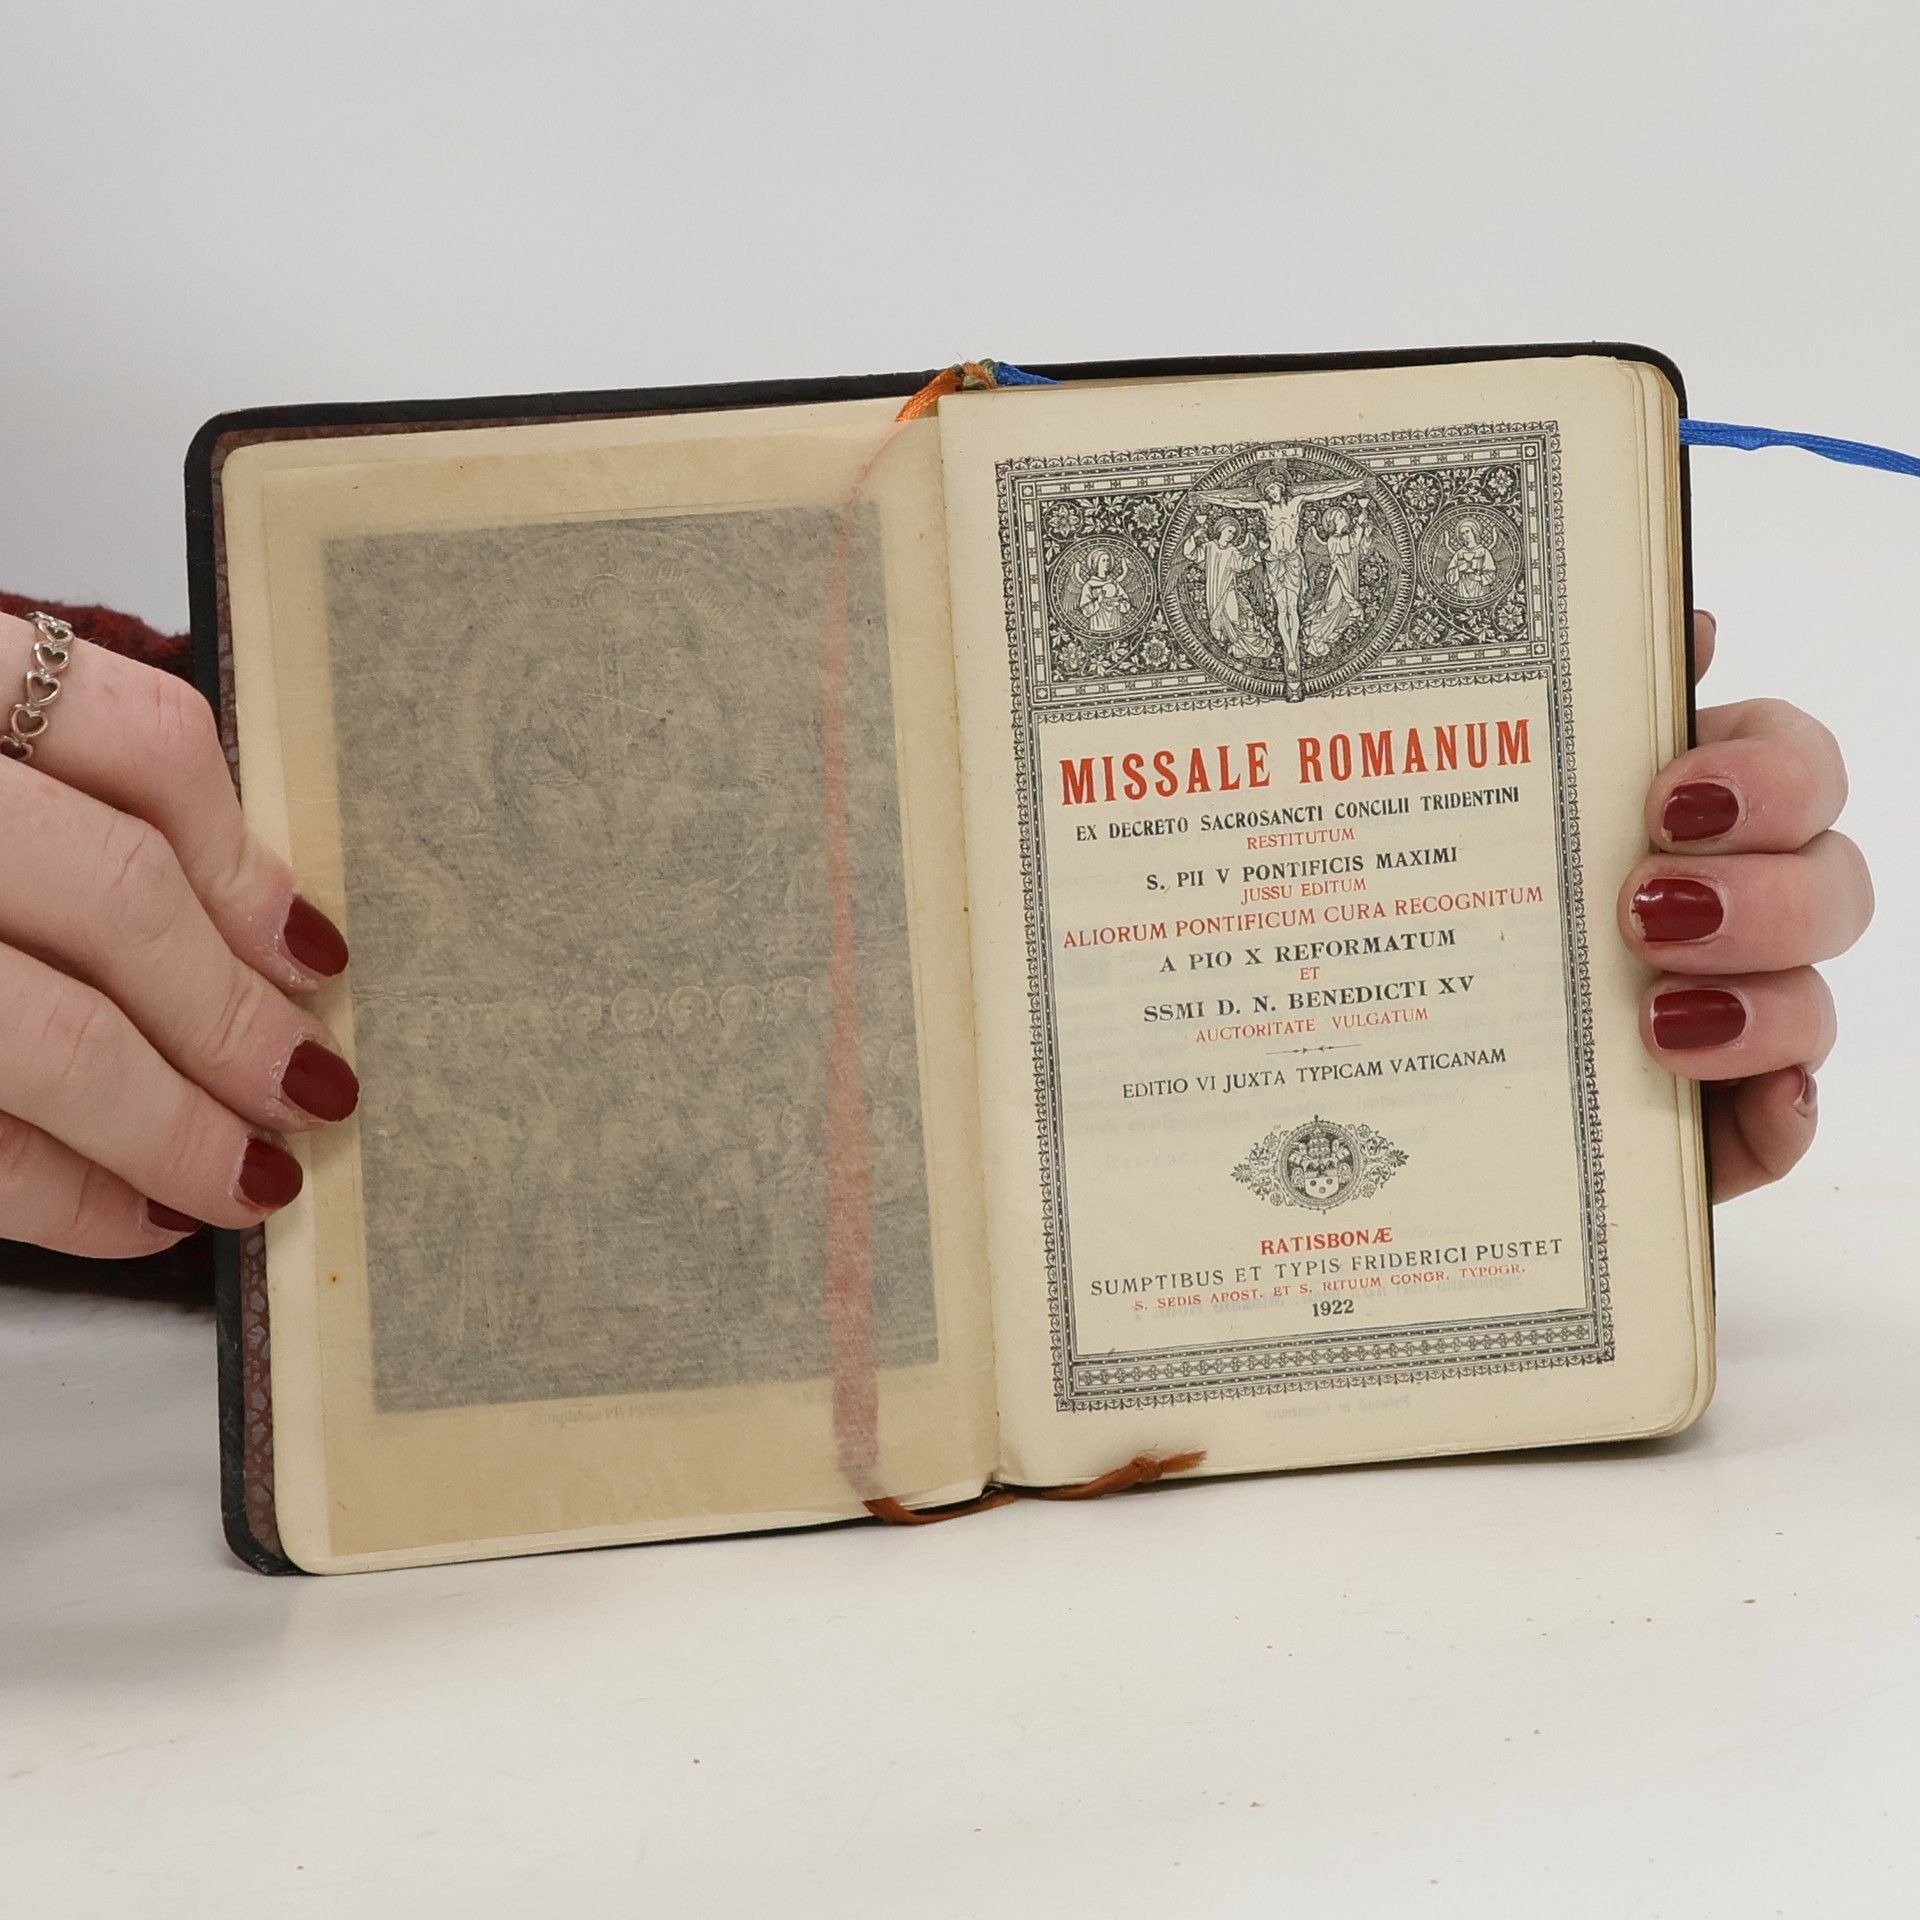 J.N.R.J.
MISSALE ROMANUM
EX DECRETO SACROSANCTI CONCILII TRIDENTINI
RESTITUTUM
S. PII V PONTIFICIS MAXIMI
JUSSU EDITUM
ALIORUM PONTIFICUM CURA RECOGNITUM
A PIO X REFORMATUM
ET
SSMI D. N. BENEDICTI XV
AUCTORITATE VULGATUM
EDITIO VI JUXTA TYPICAM VATICANAM
RATISBONÆ
SUMPTIBUS ET TYPIS FRIDERICI PUSTET
S. SEDIS APOST. ET S. RITUUM CONGR. TYPOGR.
1922